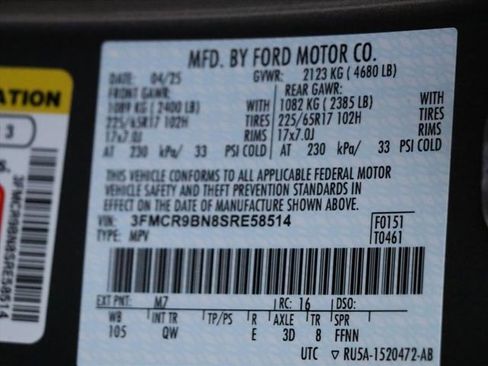 MFD. BY FORD MOTOR CO.
DATE: 04/25 GVWR: 2123 KG (4680 LB)
FRONT GAWR: REAR GAWR:
1089 KG (2400 LB) WITH 1082 KG (2385 LB) WITH
225/65R17 102H TIRES 225/65R17 102H TIRES
17x7.0J RIMS 17x7.0J RIMS
AT 230 kPa/ 33 PSI COLD AT 230 kPa/ 33 PSI COLD
THIS VEHICLE CONFORMS TO ALL APPLICABLE FEDERAL MOTOR
VEHICLE SAFETY AND THEFT PREVENTION STANDARDS IN
EFFECT ON THE DATE OF MANUFACTURE SHOWN ABOVE.
VIN: 3FMCR9BN8SRE58514 F0151
TYPE: MPV T0461
EXT PNT: M7 RC: 16 DSO:
WB INT TR TP/PS R AXLE TR SPR
105 QW E 3D 8 FFNN
UTC ▽ RU5A-1520472-AB
ATION
3
3FMCR9BN8SRE58514